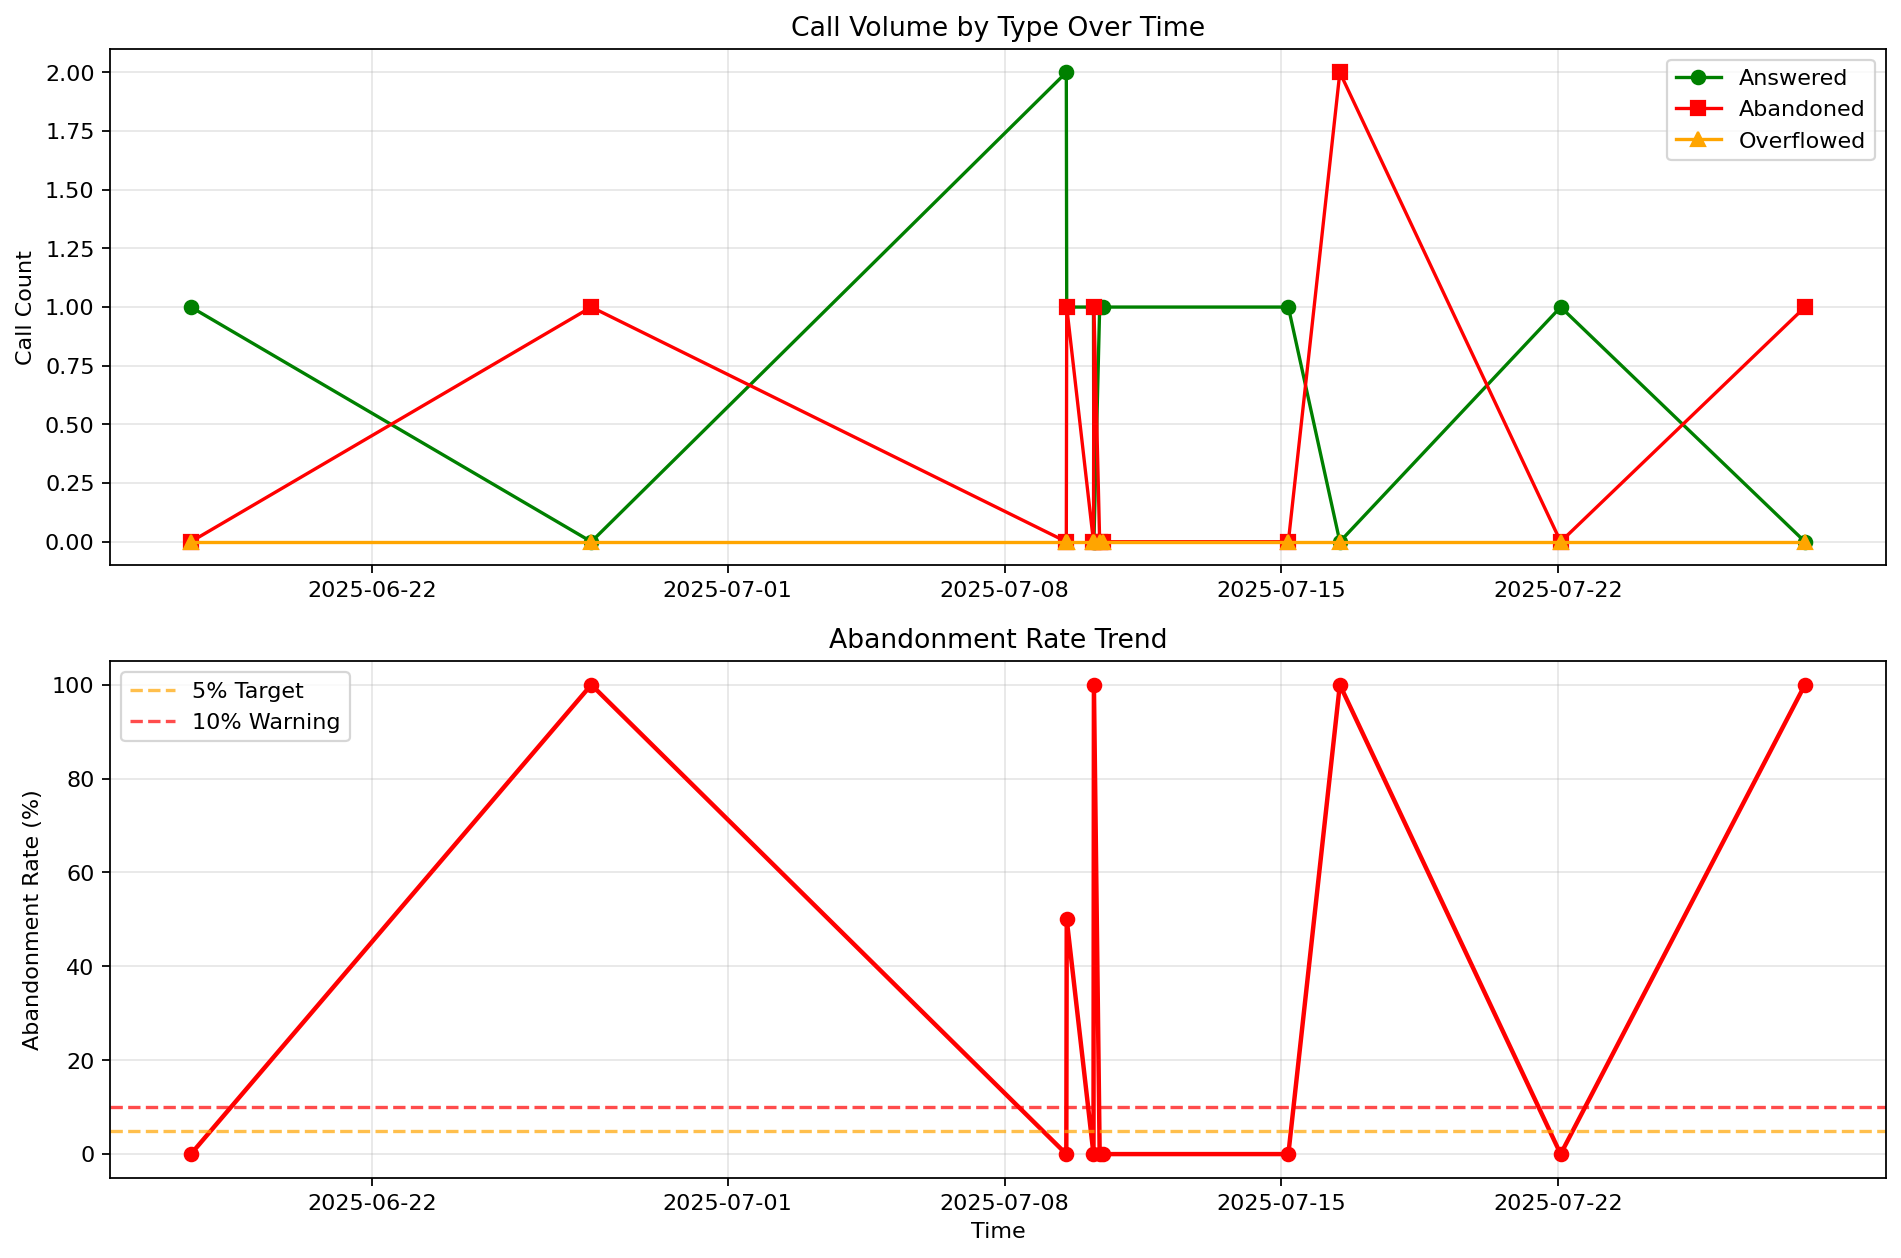 Call Volume by Type Over Time
2.00
1.75
1.50
1.25
1.00
0.75
0.50
0.25
0.00
Call Count
Answered
Abandoned
Overflowed
2025-06-22 2025-07-01 2025-07-08 2025-07-15 2025-07-22
Abandonment Rate Trend
100
80
60
40
20
0
Abandonment Rate (%)
5% Target
10% Warning
2025-06-22 2025-07-01 2025-07-08 2025-07-15 2025-07-22
Time